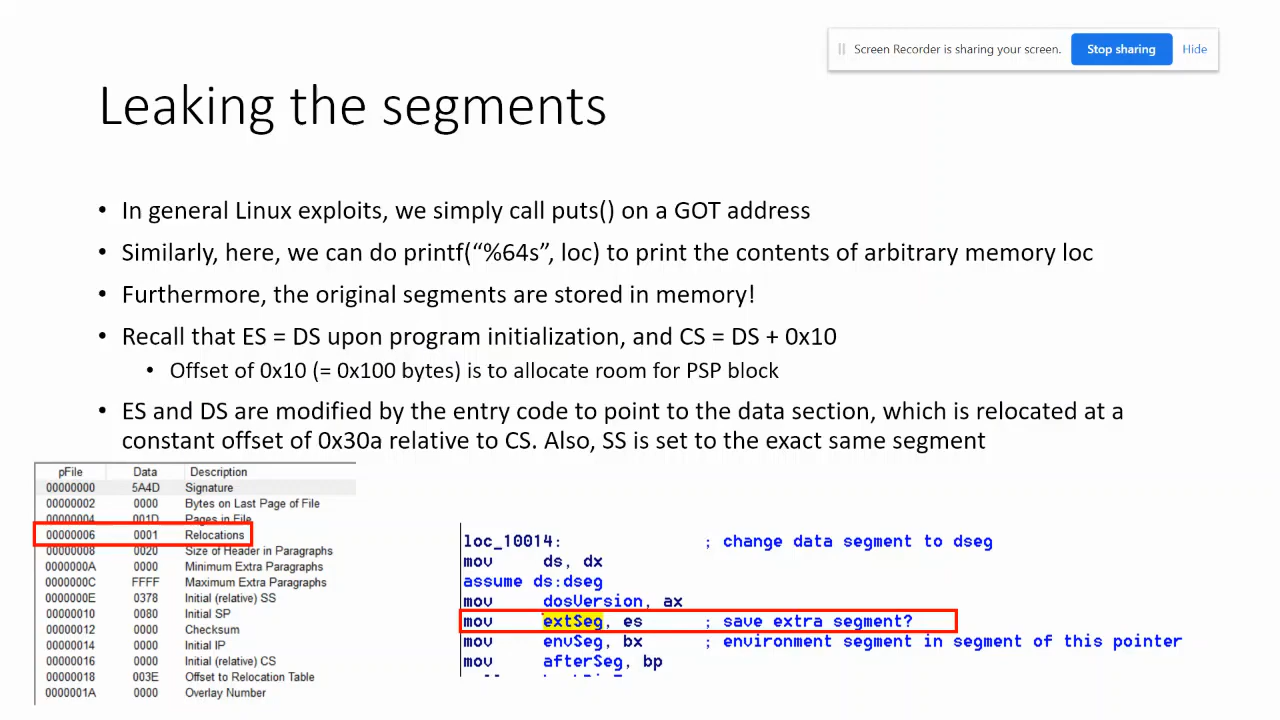 Screen Recorder is sharing your screen. Stop sharing Hide
Leaking the segments
• In general Linux exploits, we simply call puts() on a GOT address
• Similarly, here, we can do printf(“%64s”, loc) to print the contents of arbitrary memory loc
• Furthermore, the original segments are stored in memory!
• Recall that ES = DS upon program initialization, and CS = DS + 0x10
• Offset of 0x10 (= 0x100 bytes) is to allocate room for PSP block
• ES and DS are modified by the entry code to point to the data section, which is relocated at a
constant offset of 0x30a relative to CS. Also, SS is set to the exact same segment
pFile Data Description
00000000 5A4D Signature
00000002 0000 Bytes on Last Page of File
00000004 001D Pages in File
00000006 0001 Relocations
00000008 0020 Size of Header in Paragraphs
0000000A 0000 Minimum Extra Paragraphs
0000000C FFFF Maximum Extra Paragraphs
0000000E 0378 Initial (relative) SS
00000010 0080 Initial SP
00000012 0000 Checksum
00000014 0000 Initial IP
00000016 0000 Initial (relative) CS
00000018 003E Offset to Relocation Table
0000001A 0000 Overlay Number
loc_10014: ; change data segment to dseg
mov ds, dx
assume ds:dseg
mov dosVersion, ax
mov extSeg, es ; save extra segment?
mov envSeg, bx ; environment segment in segment of this pointer
mov afterSeg, bp